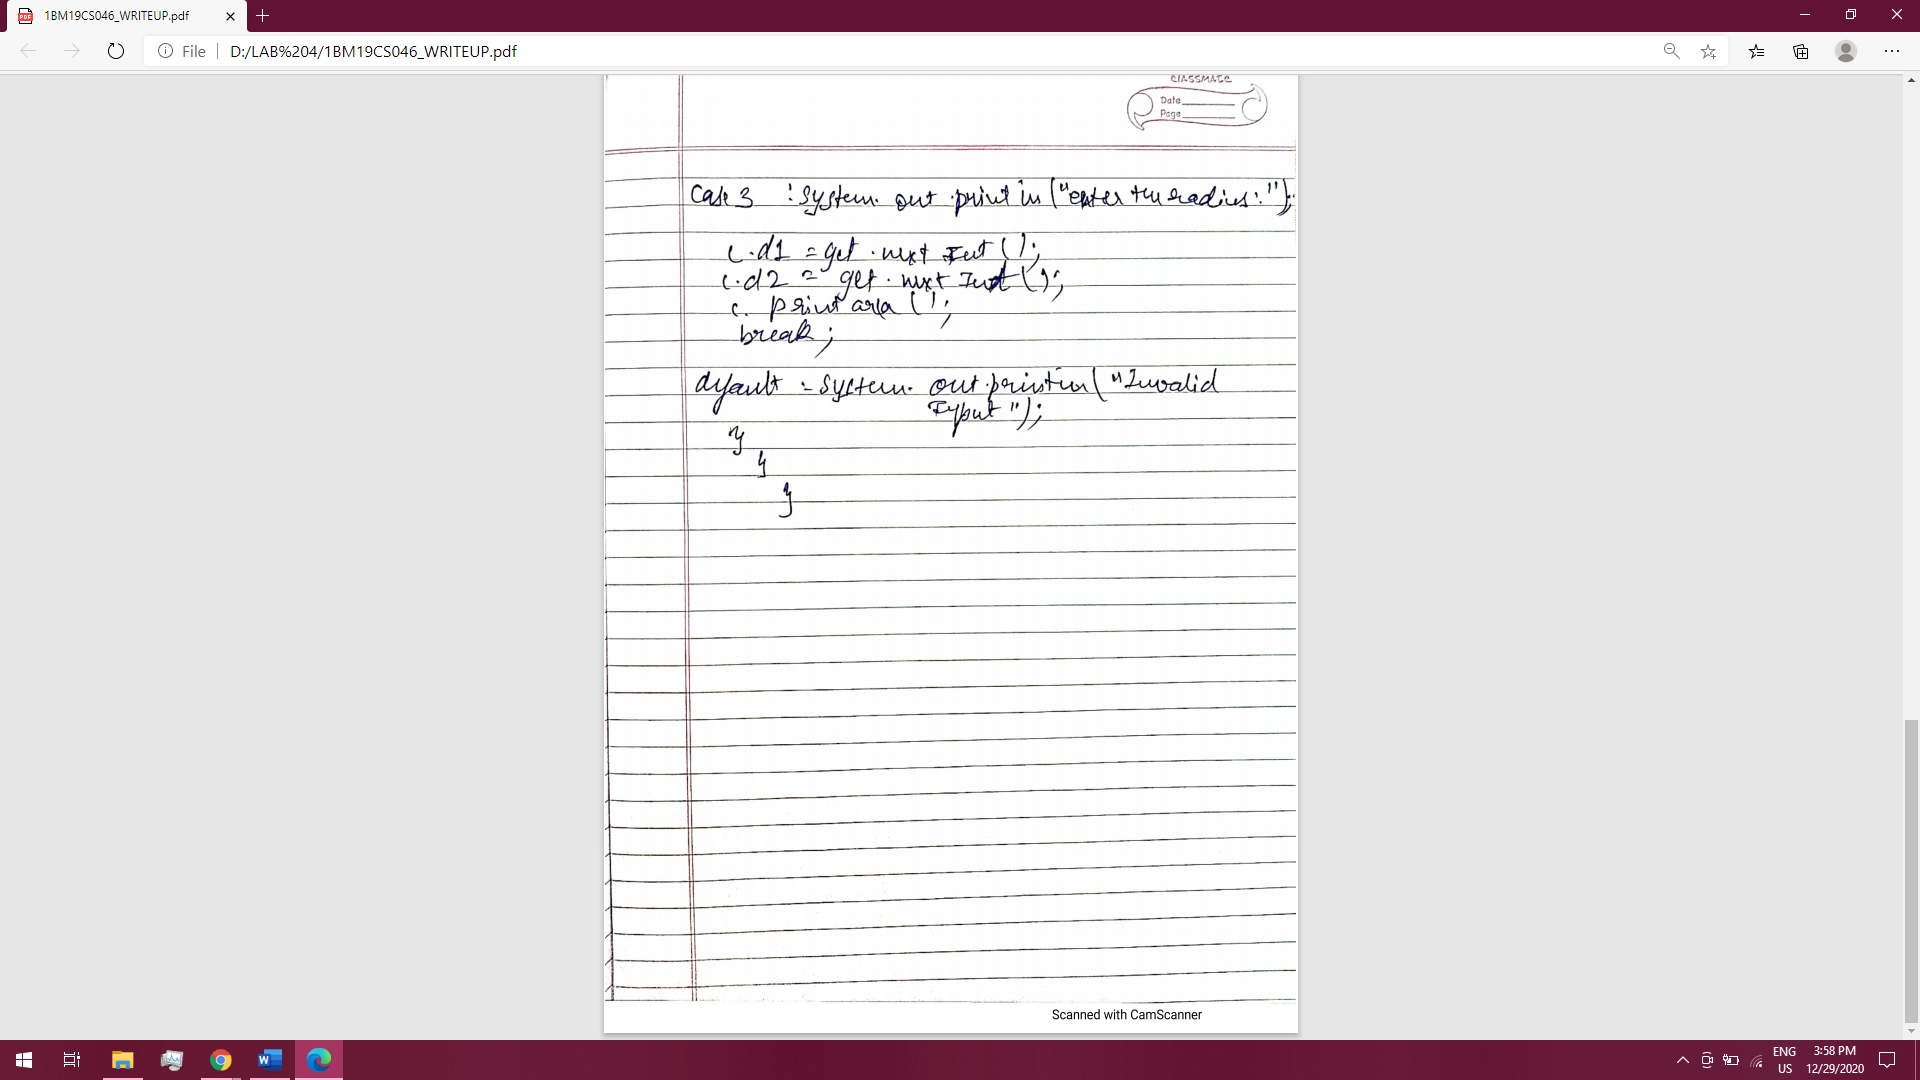 1BM19CS046_WRITEUP.pdf
File | D:/LAB%204/1BM19CS046_WRITEUP.pdf
CLASSMATE
Date
Page
Case 3 : System. out .print in ("enter the radius:");
c.d1 = get .next Int ();
c.d2 = get. next Int ();
c. print area ();
break;
default :- System. out.println ("Invalid
Input");
}
}
}
Scanned with CamScanner
ENG
3:58 PM
US
12/29/2020